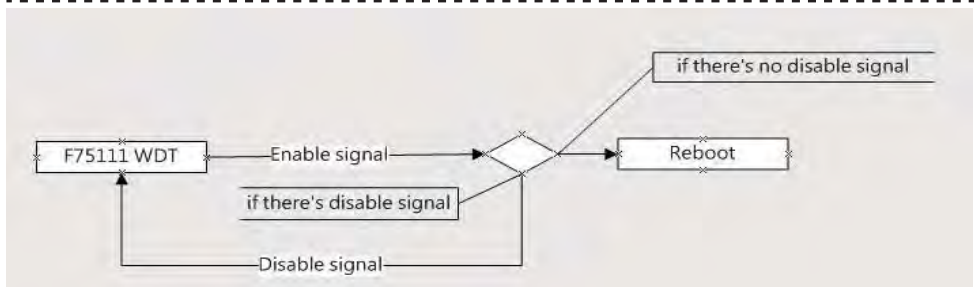 if there's no disable signal
F75111 WDT
Enable signal
Reboot
if there's disable signal
Disable signal